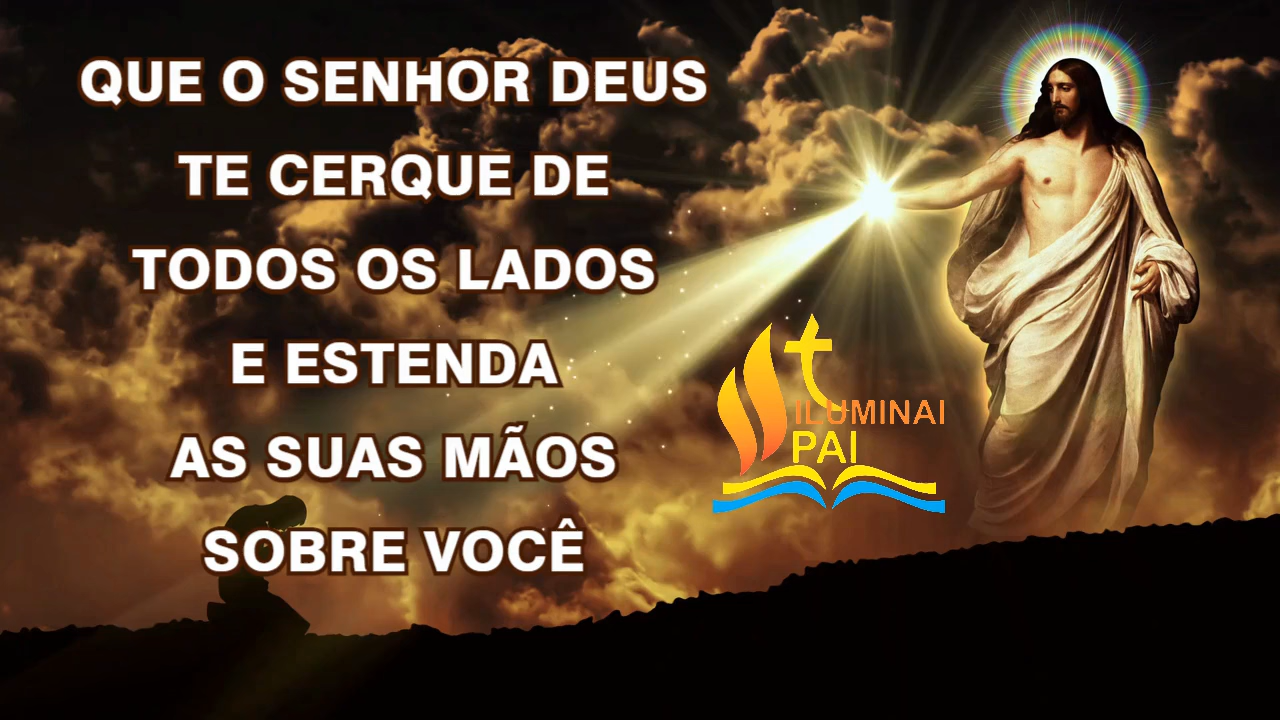 QUE O SENHOR DEUS
TE CERQUE DE
TODOS OS LADOS
E ESTENDA
AS SUAS MÃOS
SOBRE VOCÊ
ILUMINAI
PAI